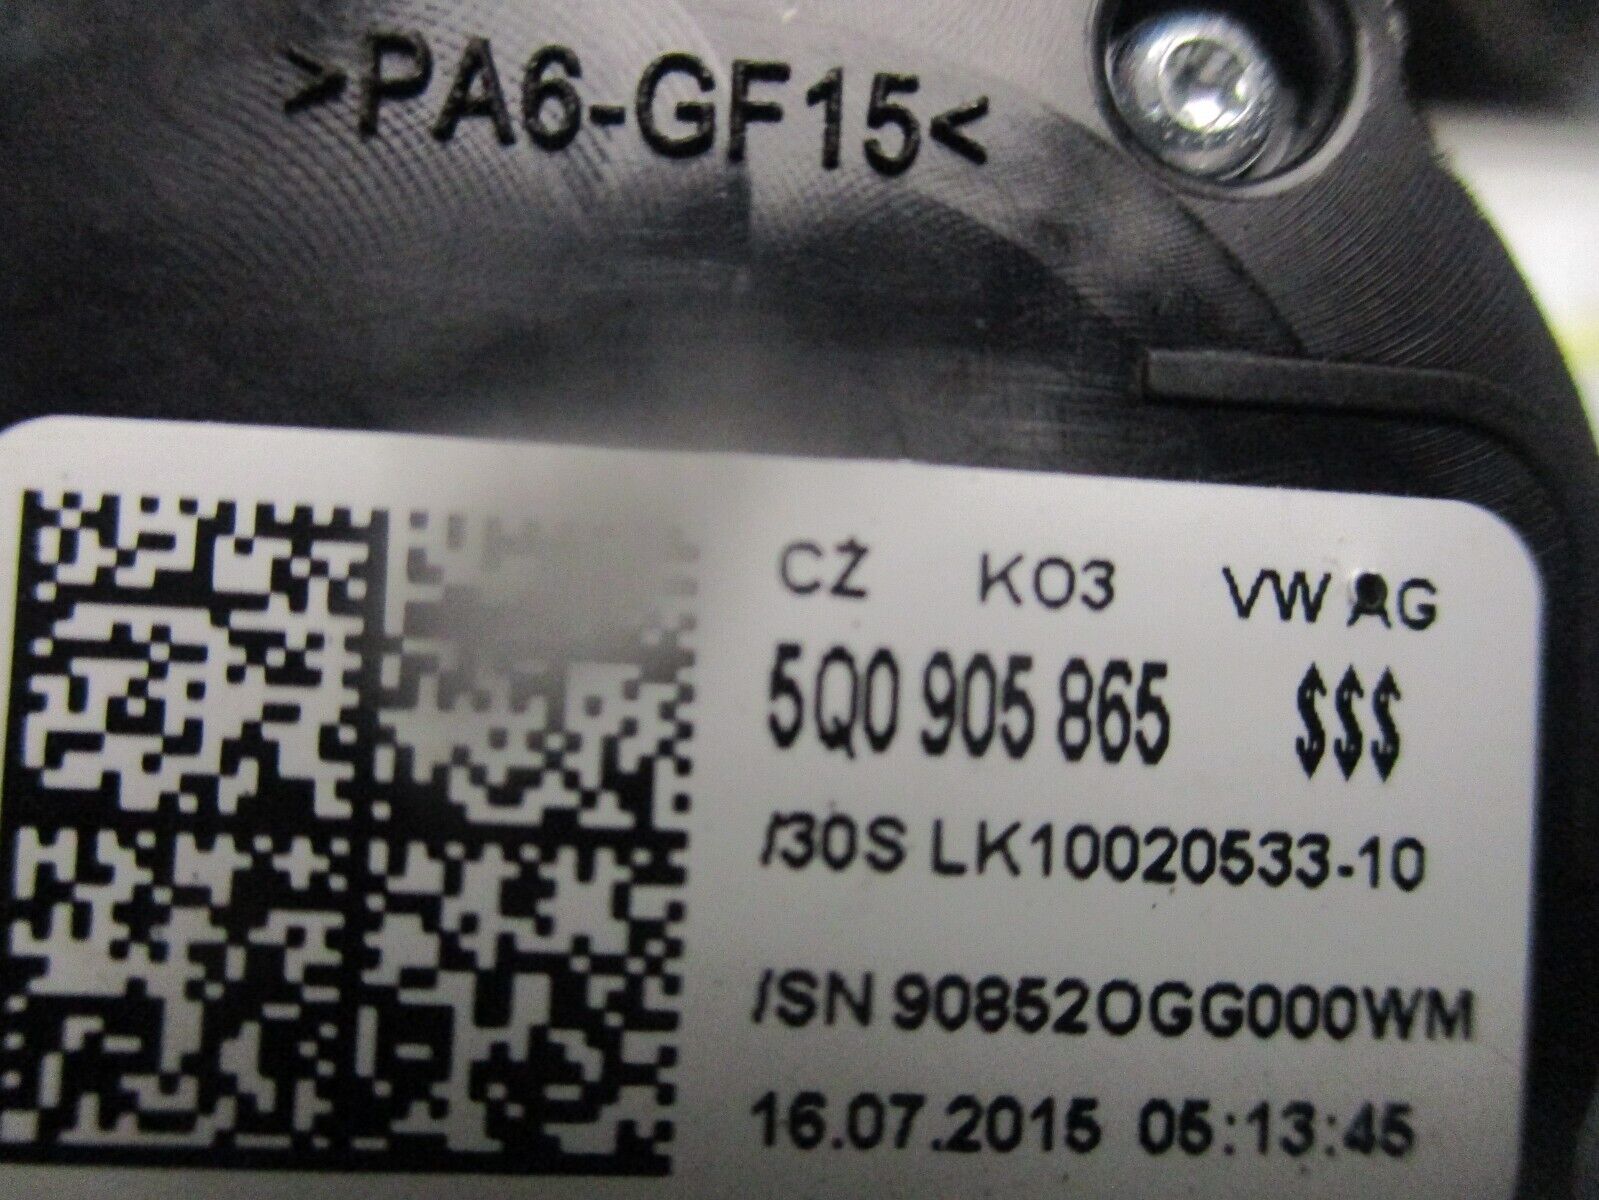 >PA6-GF15<
CŽ KO3 VW AG
5Q0 905 865 $$$
/30S LK10020533-10
/SN 90852OGG000WM
16.07.2015 05:13:45